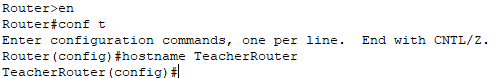 Router>en
Router#conf t
Enter configuration commands, one per line.  End with CNTL/Z.
Router(config)#hostname TeacherRouter
TeacherRouter(config)#